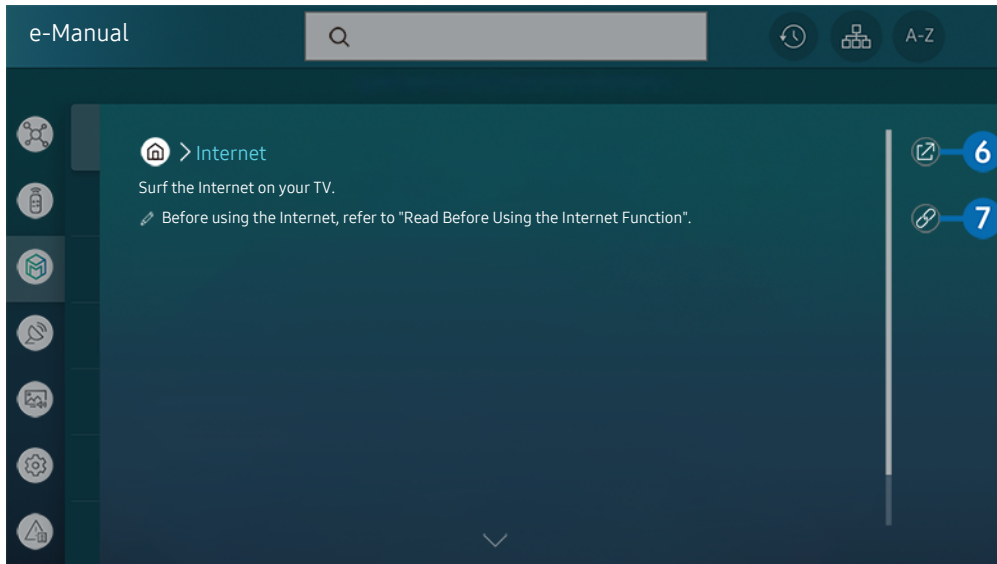 e-Manual
A-Z
> Internet
6
Surf the Internet on your TV.
Before using the Internet, refer to "Read Before Using the Internet Function".
7